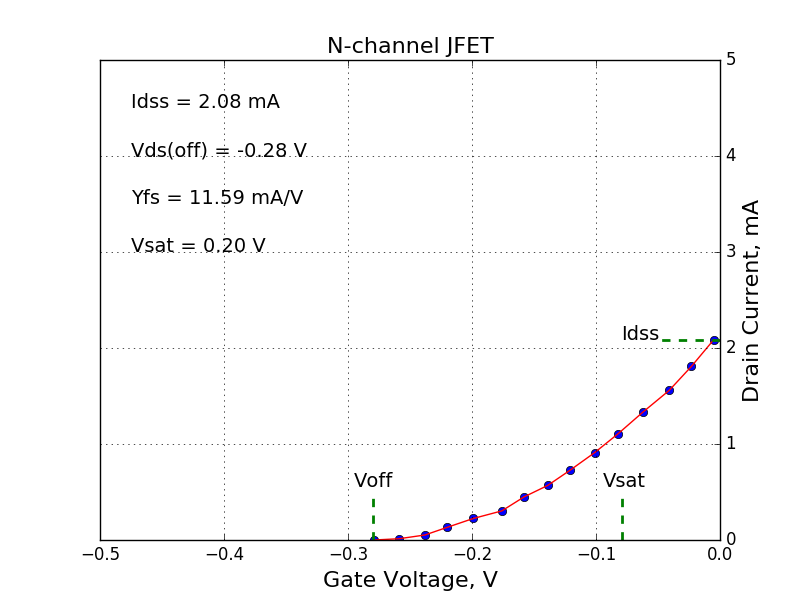 N-channel JFET
Idss = 2.08 mA
Vds(off) = -0.28 V
Yfs = 11.59 mA/V
Vsat = 0.20 V
Idss
Voff
Vsat
5
4
3
2
1
0
Drain Current, mA
−0.5 −0.4 −0.3 −0.2 −0.1 0.0
Gate Voltage, V